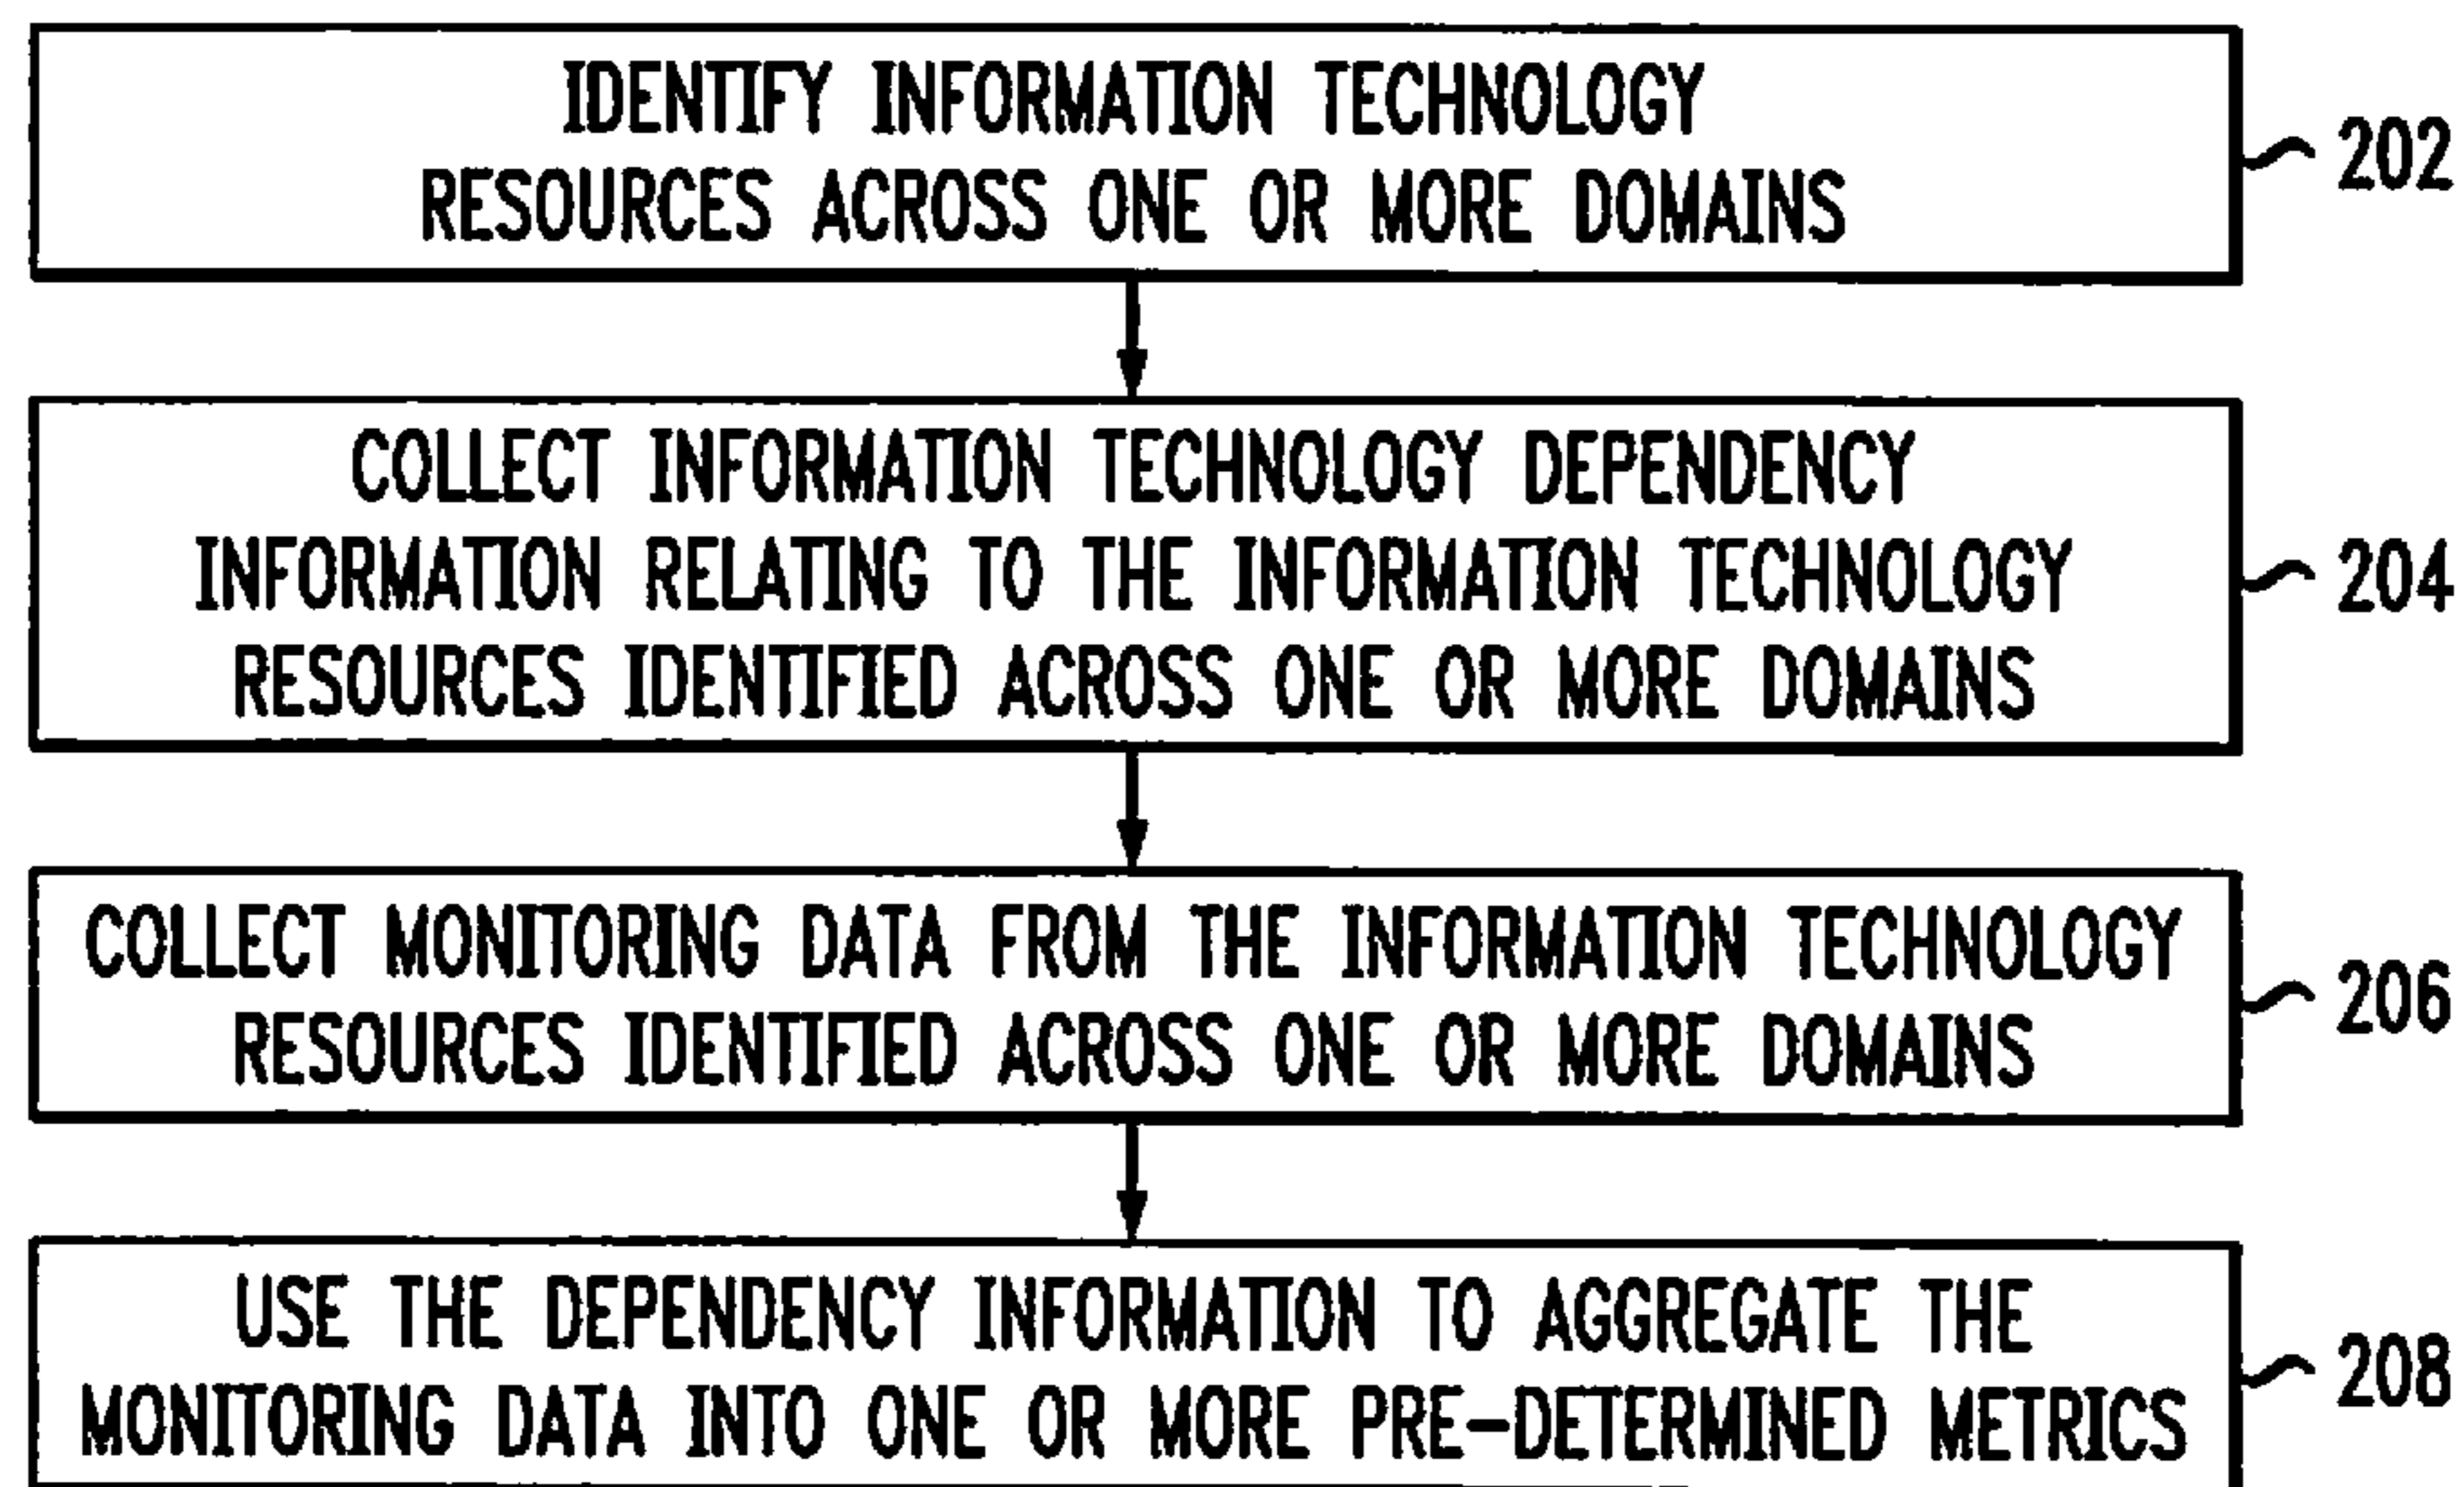 IDENTIFY INFORMATION TECHNOLOGY
RESOURCES ACROSS ONE OR MORE DOMAINS
202
COLLECT INFORMATION TECHNOLOGY DEPENDENCY
INFORMATION RELATING TO THE INFORMATION TECHNOLOGY
RESOURCES IDENTIFIED ACROSS ONE OR MORE DOMAINS
204
COLLECT MONITORING DATA FROM THE INFORMATION TECHNOLOGY
RESOURCES IDENTIFIED ACROSS ONE OR MORE DOMAINS
206
USE THE DEPENDENCY INFORMATION TO AGGREGATE THE
MONITORING DATA INTO ONE OR MORE PRE-DETERMINED METRICS
208